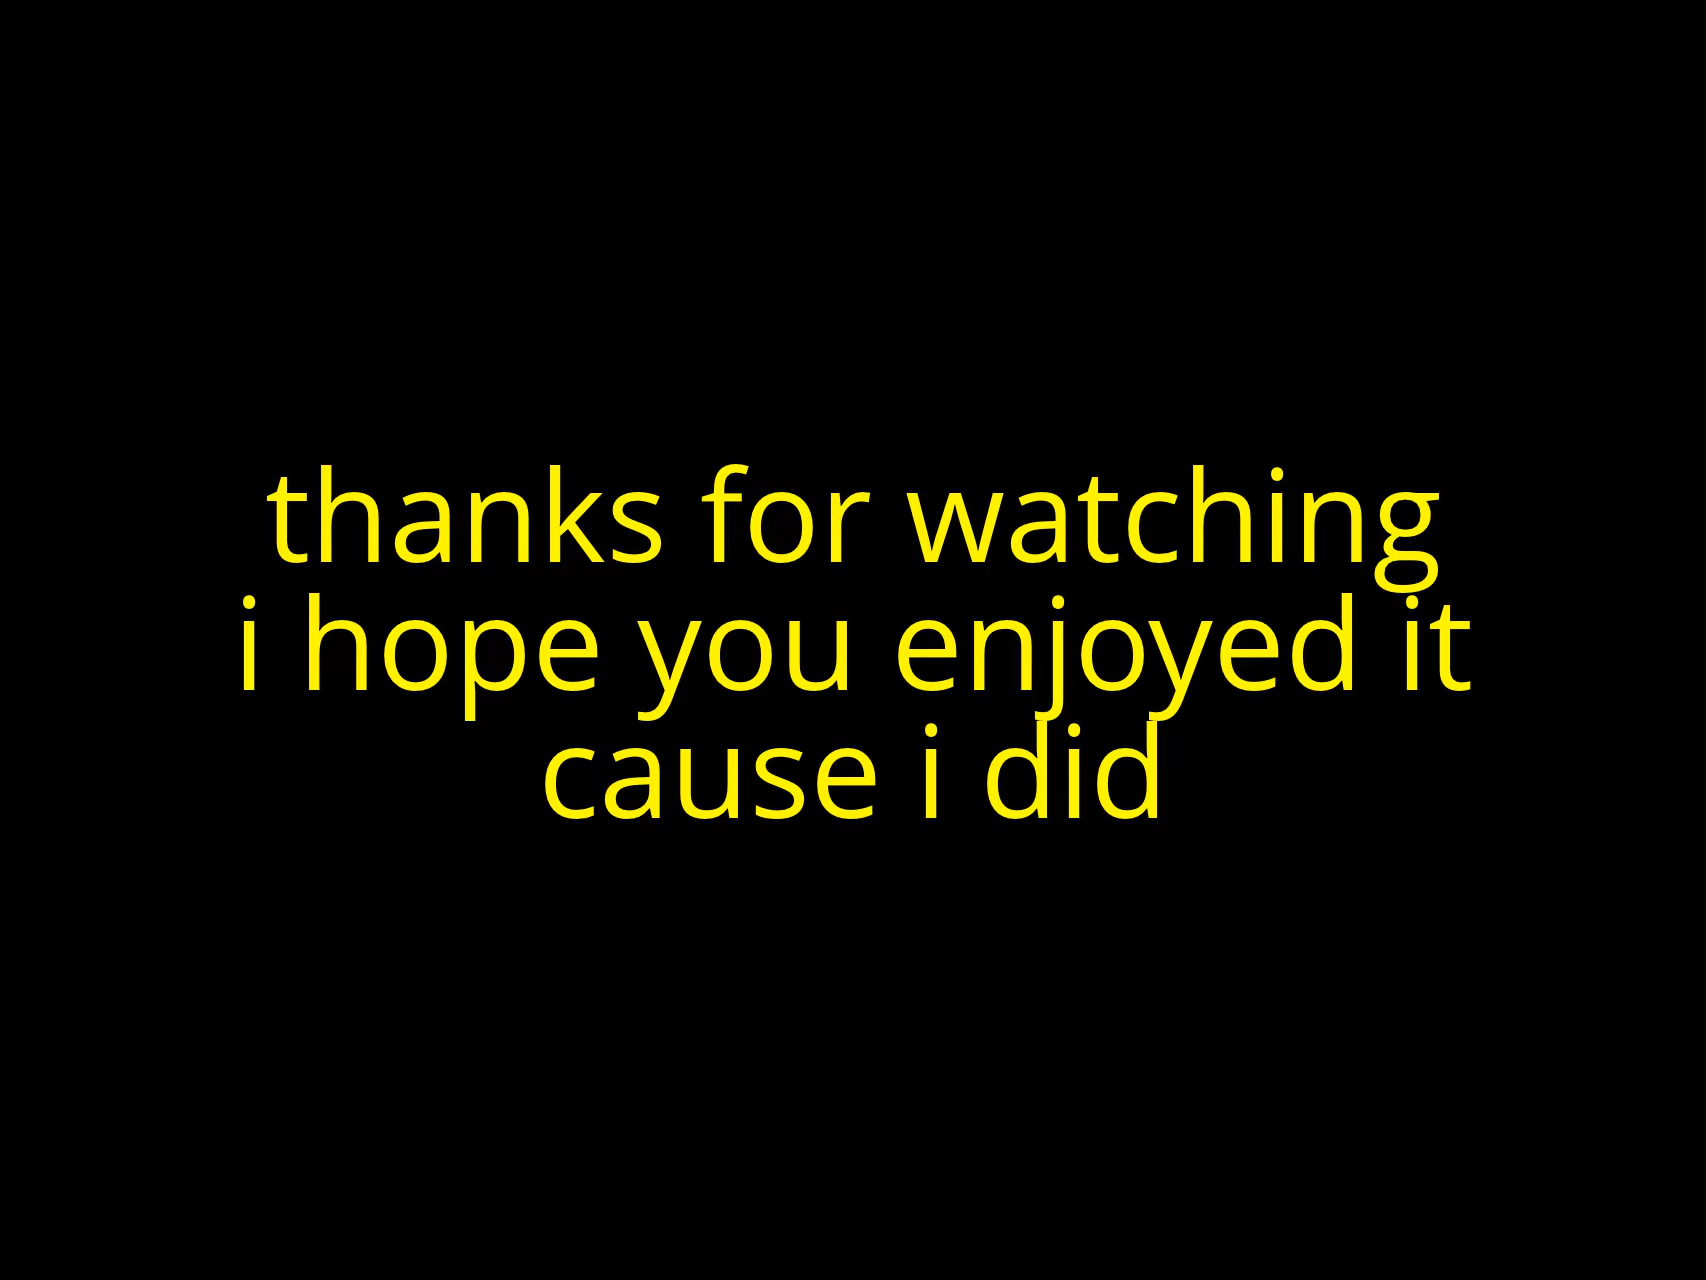 thanks for watching
i hope you enjoyed it
cause i did